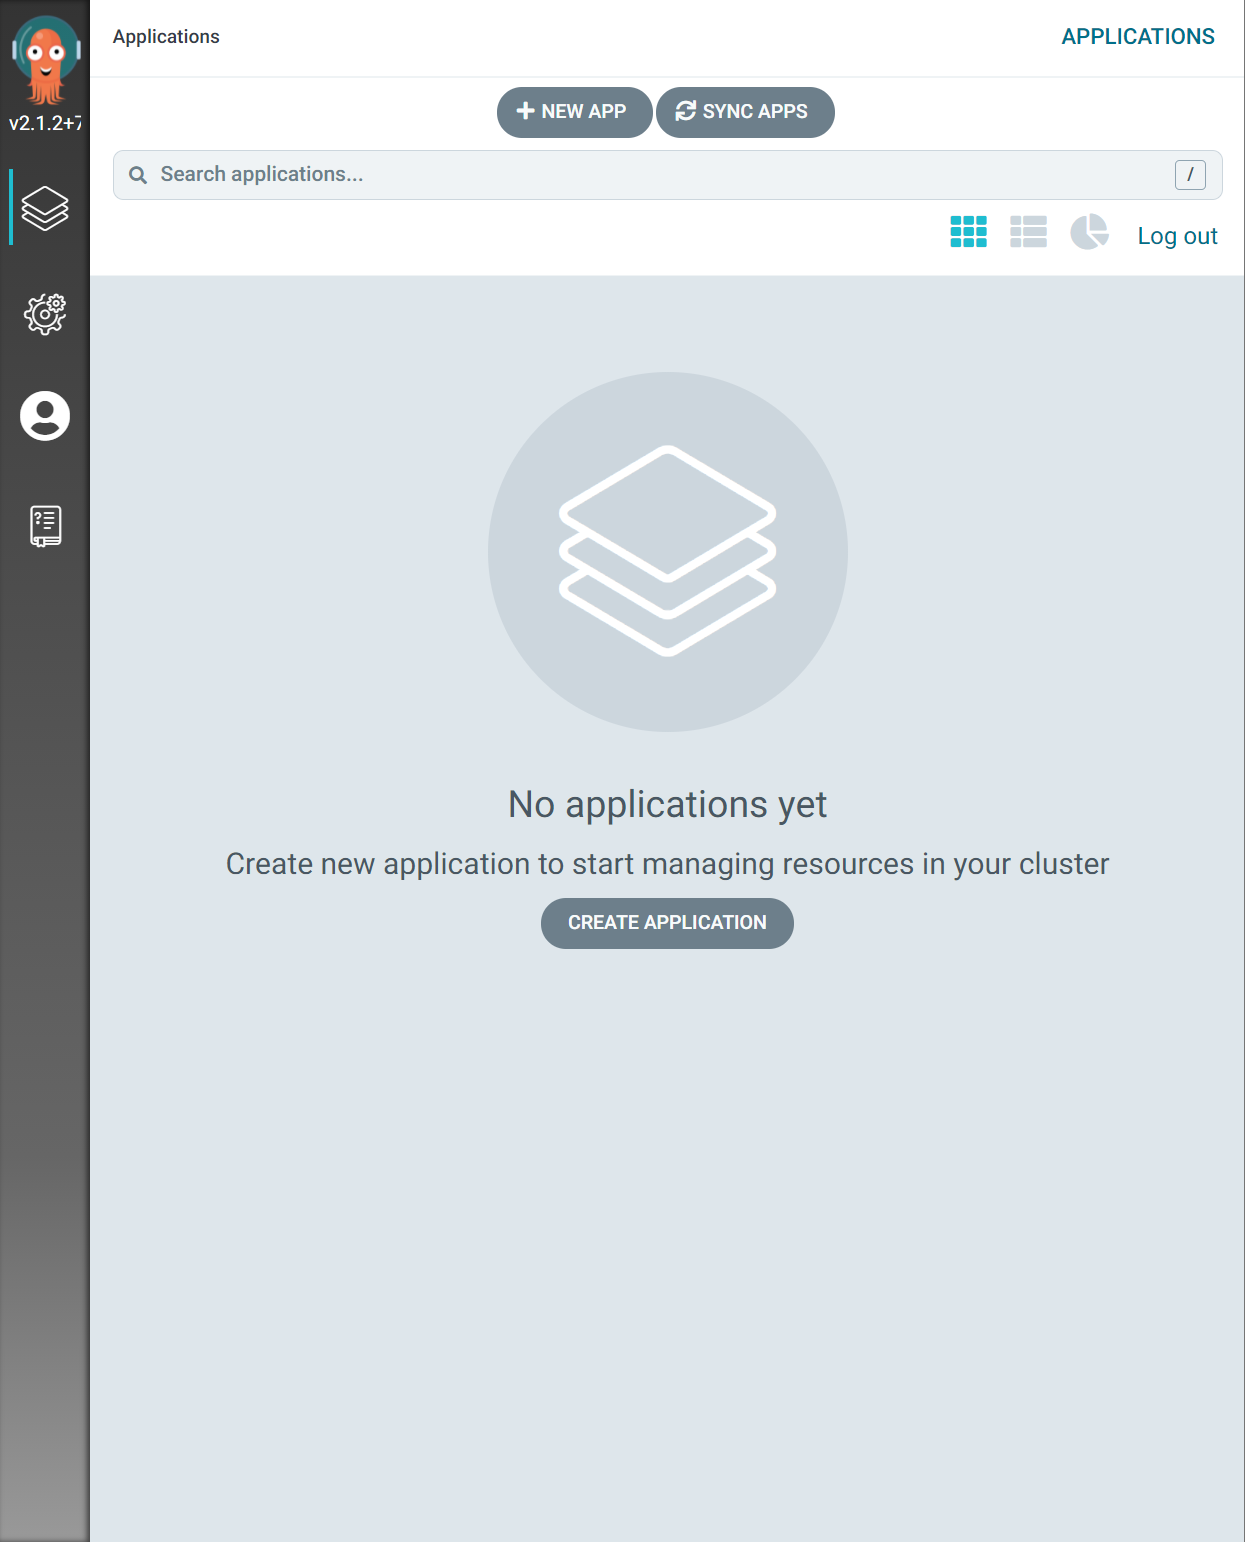 v2.1.2+7
Applications
APPLICATIONS
NEW APP
SYNC APPS
Search applications...
/
Log out
No applications yet
Create new application to start managing resources in your cluster
CREATE APPLICATION